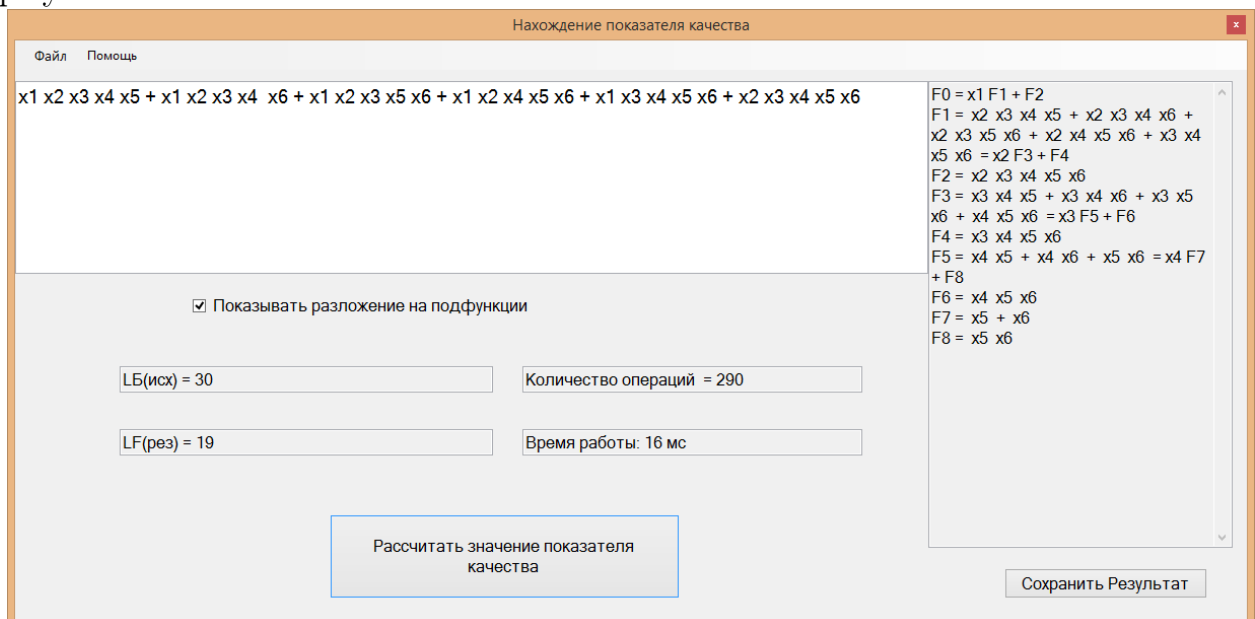 Нахождение показателя качества
x
Файл Помощь
x1 x2 x3 x4 x5 + x1 x2 x3 x4  x6 + x1 x2 x3 x5 x6 + x1 x2 x4 x5 x6 + x1 x3 x4 x5 x6 + x2 x3 x4 x5 x6
F0 = x1 F1 + F2
F1 =  x2  x3  x4  x5  +  x2  x3  x4  x6  +
x2  x3  x5  x6  +  x2  x4  x5  x6  +  x3  x4
x5  x6  = x2 F3 + F4
F2 =  x2  x3  x4  x5  x6
F3 =  x3  x4  x5  +  x3  x4  x6  +  x3  x5
x6  +  x4  x5  x6  = x3 F5 + F6
F4 =  x3  x4  x5  x6
F5 =  x4  x5  +  x4  x6  +  x5  x6  = x4 F7
+ F8
F6 =  x4  x5  x6
F7 =  x5  +  x6
F8 =  x5  x6
Показывать разложение на подфункции
LБ(исх) = 30
Количество операций  = 290
LF(рез) = 19
Время работы: 16 мс
Рассчитать значение показателя
качества
Сохранить Результат